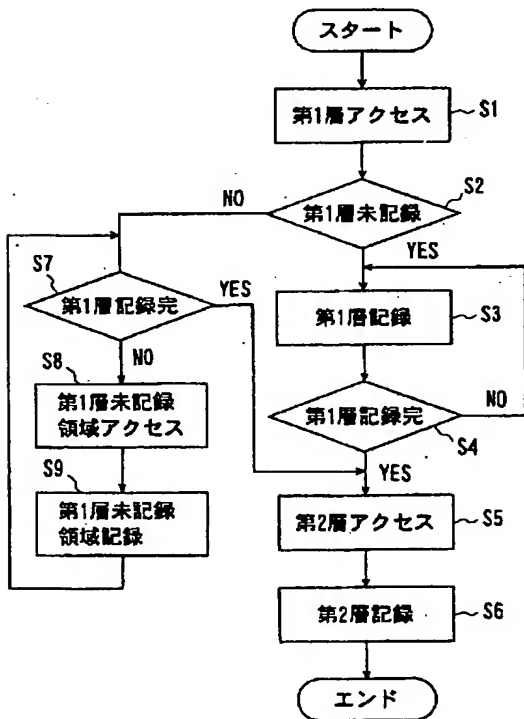 スタート
第1層アクセス
S1
第1層未記録
S2
NO
YES
第1層記録
S3
第1層記録完
S4
NO
YES
第2層アクセス
S5
第2層記録
S6
エンド
S7
第1層記録完
YES
NO
S8
第1層未記録
領域アクセス
S9
第1層未記録
領域記録